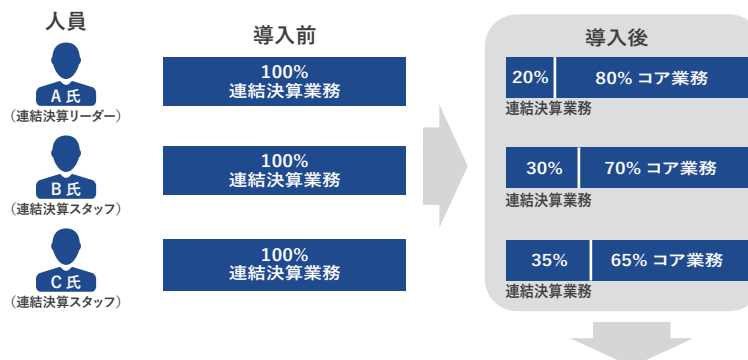 人員
導入前
導入後
A 氏
(連結決算リーダー)
100%
連結決算業務
20%
80% コア業務
連結決算業務
B 氏
(連結決算スタッフ)
100%
連結決算業務
30%
70% コア業務
連結決算業務
C 氏
(連結決算スタッフ)
100%
連結決算業務
35%
65% コア業務
連結決算業務